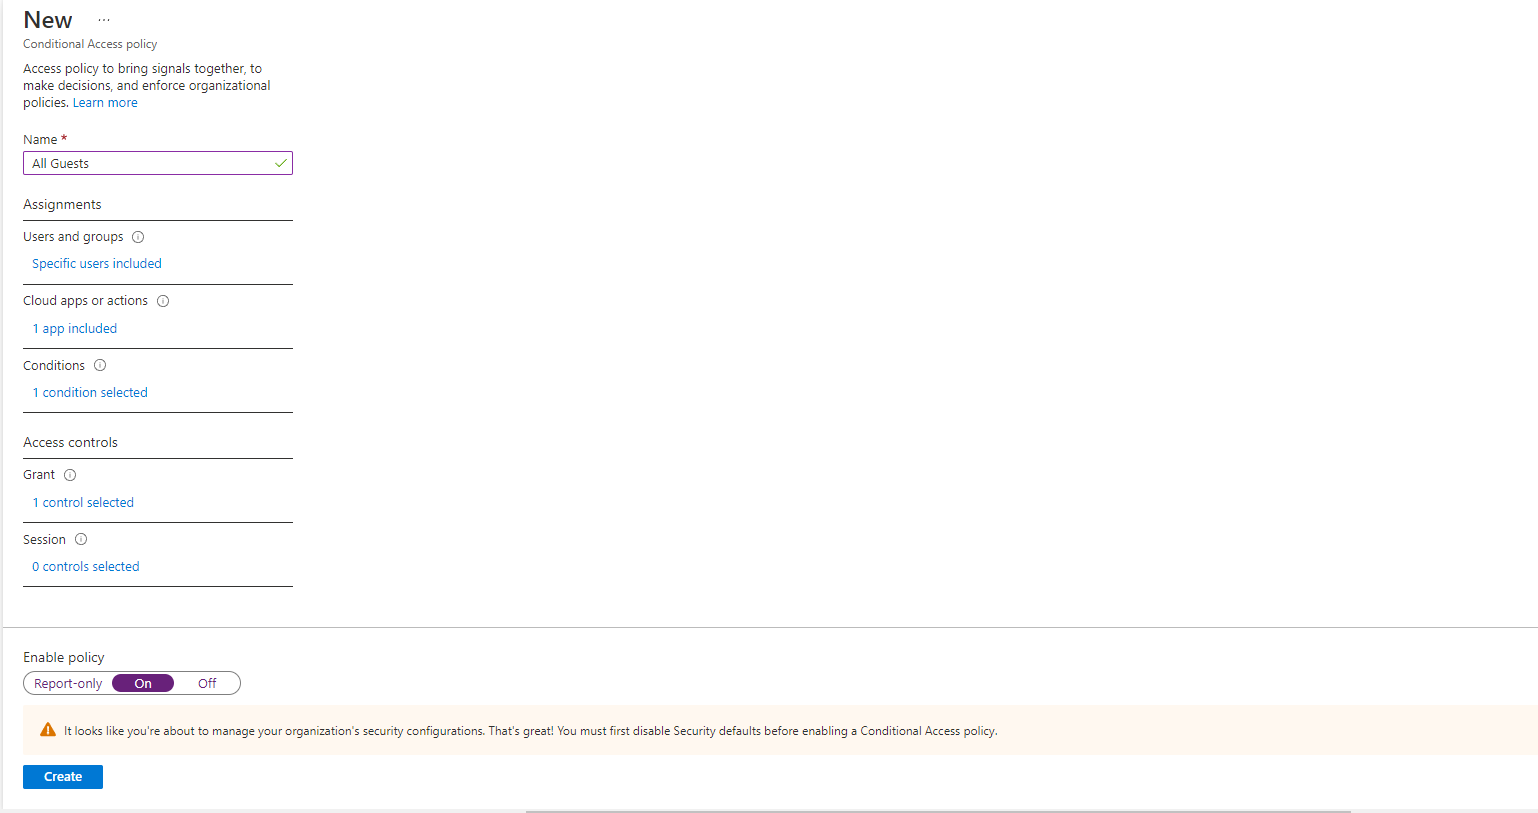 New ...
Conditional Access policy
Access policy to bring signals together, to
make decisions, and enforce organizational
policies. Learn more
Name *
All Guests
Assignments
Users and groups
Specific users included
Cloud apps or actions
1 app included
Conditions
1 condition selected
Access controls
Grant
1 control selected
Session
0 controls selected
Enable policy
Report-only On Off
It looks like you're about to manage your organization's security configurations. That's great! You must first disable Security defaults before enabling a Conditional Access policy.
Create